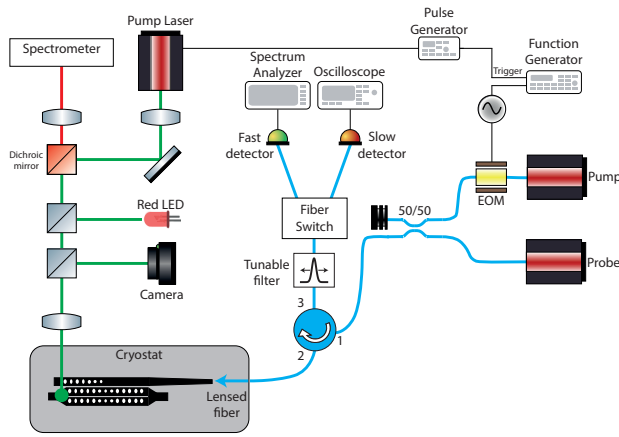 Pump Laser
Spectrometer
Pulse
Generator
Function
Generator
Trigger
Spectrum
Analyzer
Oscilloscope
Fast
detector
Slow
detector
Dichroic
mirror
Red LED
Camera
Fiber
Switch
50/50
EOM
Pump
Tunable
filter
Probe
3
1
2
Cryostat
Lensed
fiber